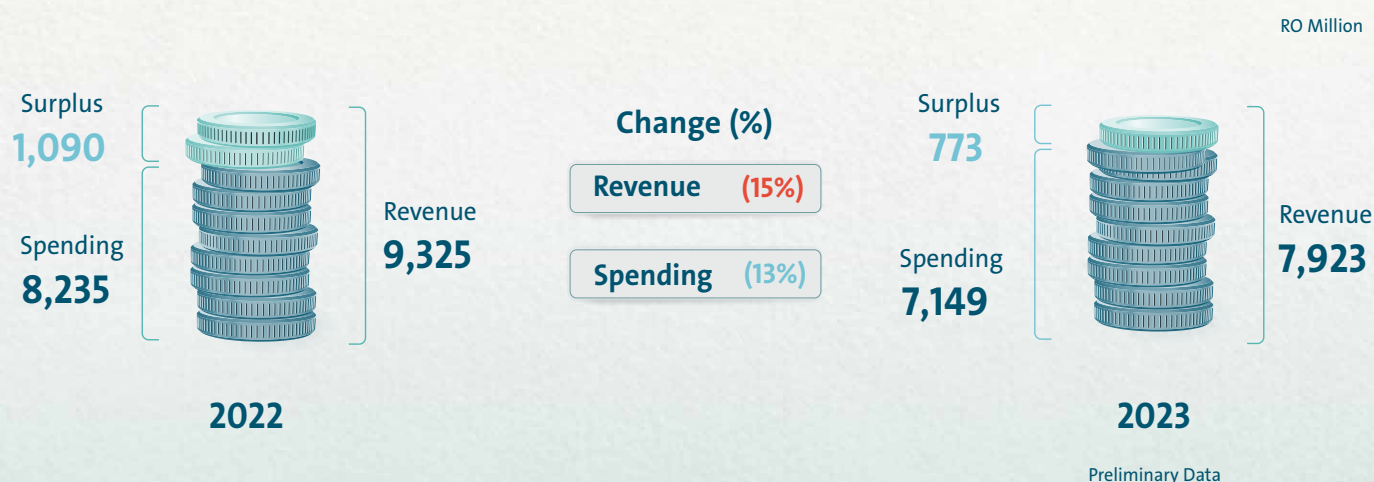 RO Million
Surplus
1,090
Spending
8,235
Revenue
9,325
2022
Change (%)
Revenue (15%)
Spending (13%)
Surplus
773
Spending
7,149
Revenue
7,923
2023
Preliminary Data